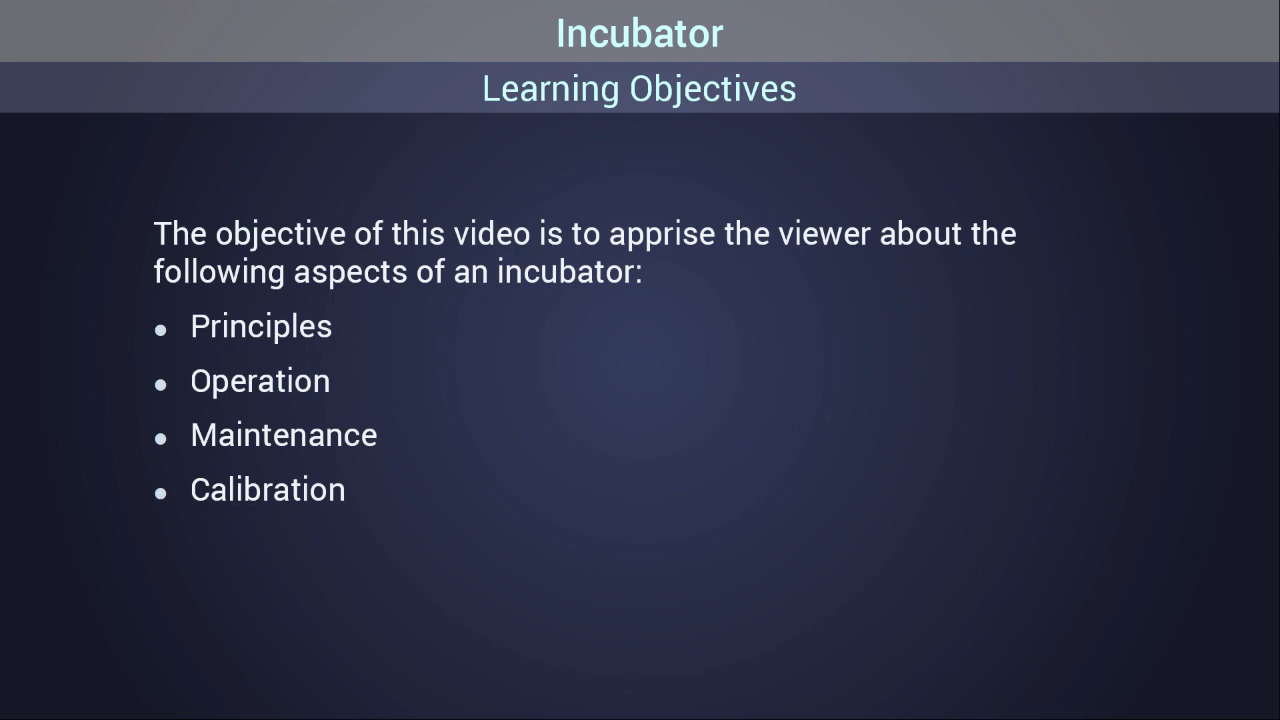 Incubator
Learning Objectives
The objective of this video is to apprise the viewer about the
following aspects of an incubator:
● Principles
● Operation
● Maintenance
● Calibration